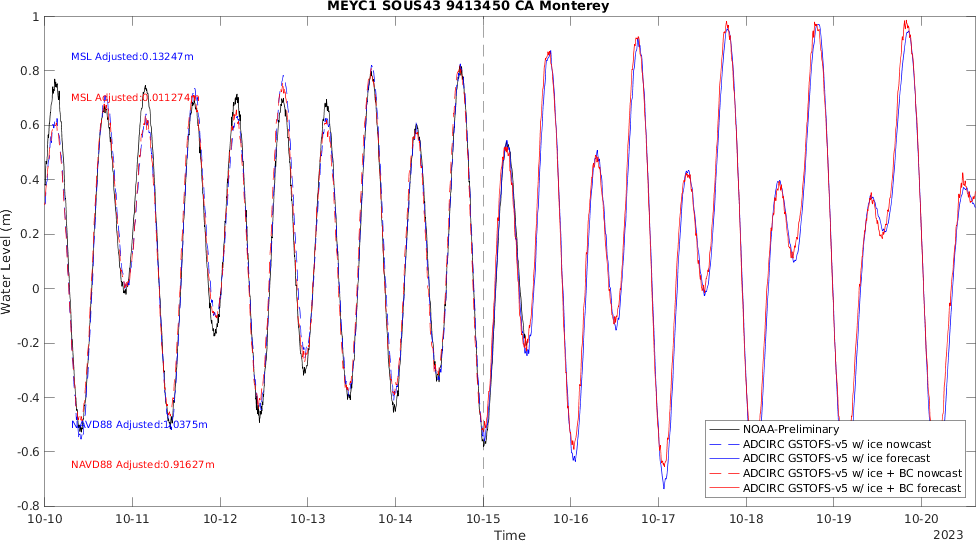 MEYC1 SOUS43 9413450 CA Monterey
1
0.8
0.6
0.4
0.2
0
-0.2
-0.4
-0.6
-0.8
Water Level (m)
MSL Adjusted:0.13247m
MSL Adjusted:0.011274m
NAVD88 Adjusted:1.0375m
NAVD88 Adjusted:0.91627m
NOAA-Preliminary
ADCIRC GSTOFS-v5 w/ ice nowcast
ADCIRC GSTOFS-v5 w/ ice forecast
ADCIRC GSTOFS-v5 w/ ice + BC nowcast
ADCIRC GSTOFS-v5 w/ ice + BC forecast
10-10 10-11 10-12 10-13 10-14 10-15 10-16 10-17 10-18 10-19 10-20
Time
2023